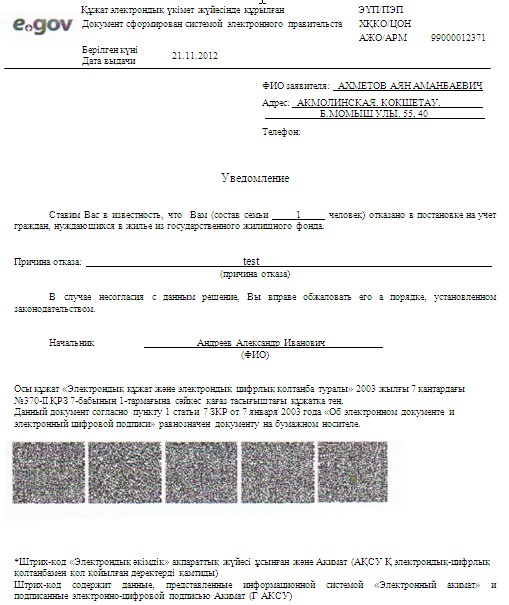 Құжат электрондық үкімет жүйесінде құрылған
ЭҮП/ПЭП
e.gov
Документ сформирован системой электронного правительста
ХҚКО/ЦОН
АЖО/АРМ 99000012371
Берілген күні
Дата выдачи
21.11.2012
ФИО заявителя: АХМЕТОВ АЯН АМАНБАЕВИЧ
Адрес: АКМОЛИНСКАЯ, КОКШЕТАУ,
Б.МОМЫШ УЛЫ, 55, 40
Телефон:
Уведомление
Ставим Вас в известность, что Вам (состав семьи 1 человек) отказано в постановке на учет
граждан, нуждающихся в жилье из государственного жилищного фонда.
Причина отказа: test
(причина отказа)
В случае несогласия с данным решение, Вы вправе обжаловать его а порядке, установленном
законодательством.
Начальник Андреев Александр Иванович
(ФИО)
Осы құжат «Электрондық құжат және электрондық цифрлық қолтаңба туралы» 2003 жылғы 7 қаңтардағы
№370-II ҚРЗ 7-бабының 1-тармағына сәйкес қағаз тасығыштағы құжатқа тең.
Данный документ согласно пункту 1 статьи 7 ЗКР от 7 января 2003 года «Об электронном документе и
электронный цифровой подписи» равнозначен документу на бумажном носителе.
*Штрих-код «Электрондық әкімдік» ақпараттық жүйесі ұсынған және Акимат (АҚСУ Қ электрондық-цифрлық
қолтаңбамен қол қойылған деректерді қамтиды)
Штрих-код содержит данные, представленные информационной системой «Электронный акимат» и
подписанные электронно-цифровой подписью Акимат (Г АКСУ)